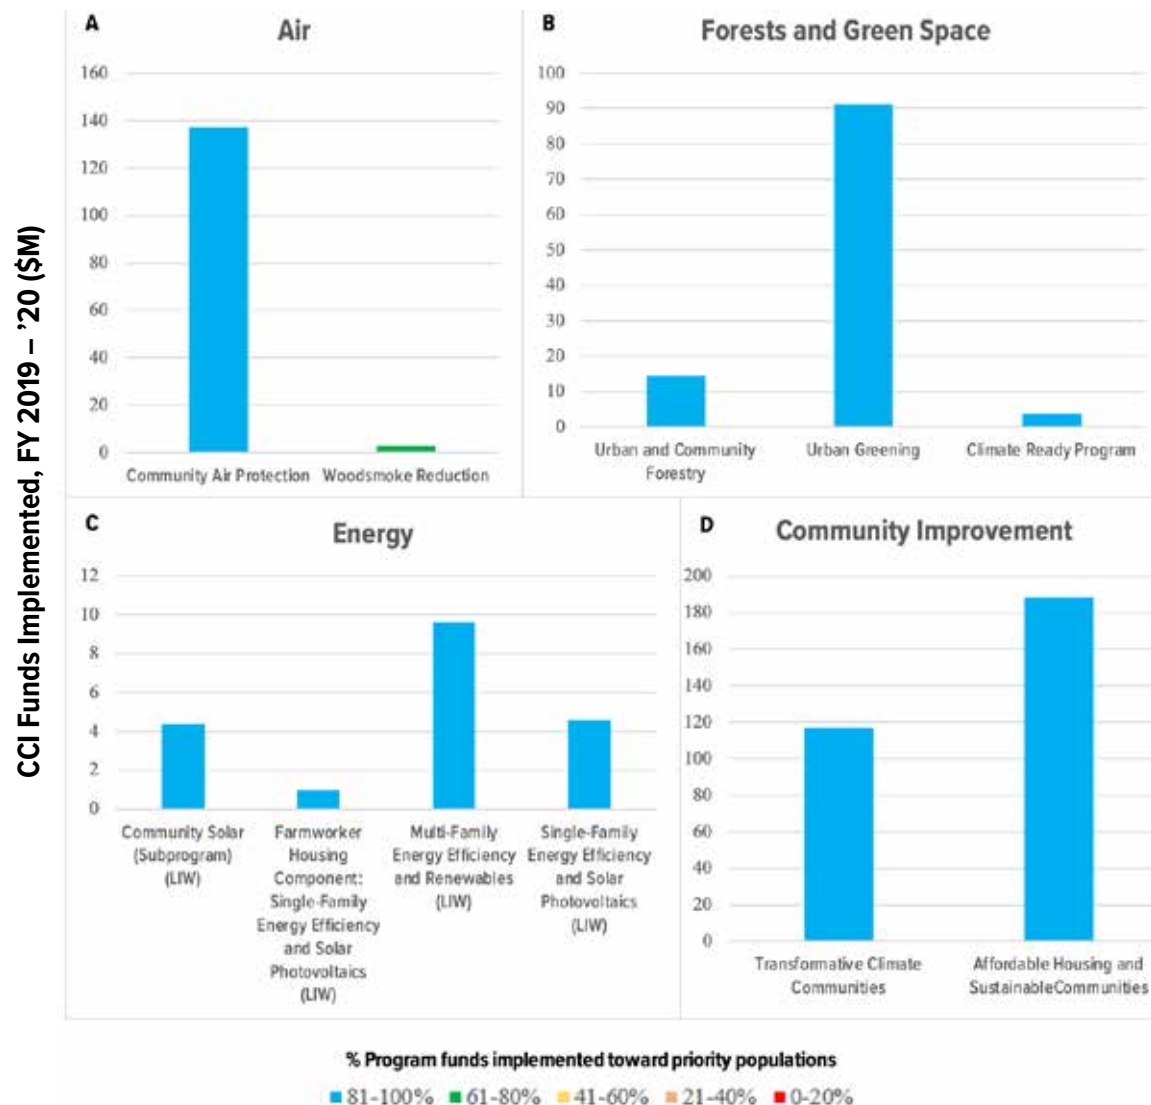 CCI Funds Implemented, FY 2019 – ’20 ($M)
A
Air
160
140
120
100
80
60
40
20
0
Community Air Protection
Woodsmoke Reduction
B
Forests and Green Space
100
90
80
70
60
50
40
30
20
10
0
Urban and Community
Forestry
Urban Greening
Climate Ready Program
C
Energy
12
10
8
6
4
2
0
Community Solar
(Subprogram)
(LIW)
Farmworker
Housing
Component:
Single-Family
Energy Efficiency
and Solar
Photovoltaics
(LIW)
Multi-Family
Energy Efficiency
and Renewables
(LIW)
Single-Family
Energy Efficiency
and Solar
Photovoltaics
(LIW)
D
Community Improvement
200
180
160
140
120
100
80
60
40
20
0
Transformative Climate
Communities
Affordable Housing and
SustainableCommunities
% Program funds implemented toward priority populations
81-100% 61-80% 41-60% 21-40% 0-20%